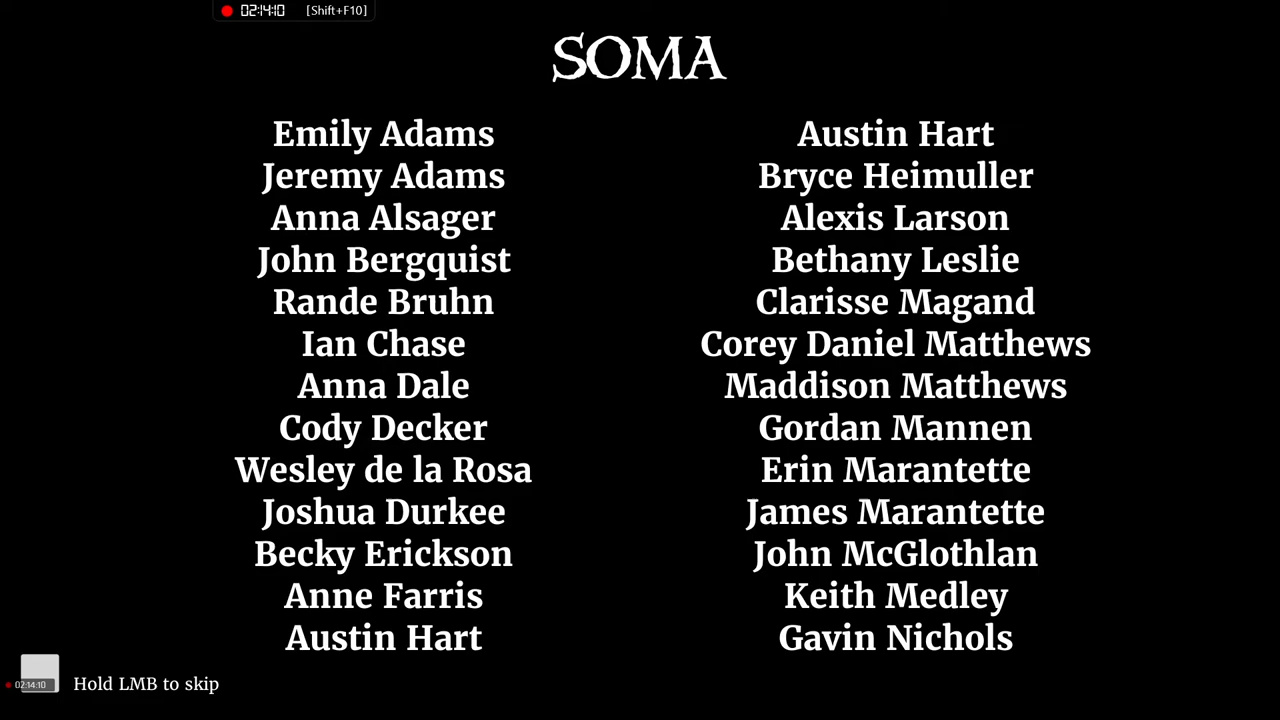 02:14:10 [Shift+F10]
SOMA
Emily Adams
Jeremy Adams
Anna Alsager
John Bergquist
Rande Bruhn
Ian Chase
Anna Dale
Cody Decker
Wesley de la Rosa
Joshua Durkee
Becky Erickson
Anne Farris
Austin Hart
Austin Hart
Bryce Heimuller
Alexis Larson
Bethany Leslie
Clarisse Magand
Corey Daniel Matthews
Maddison Matthews
Gordan Mannen
Erin Marantette
James Marantette
John McGlothlan
Keith Medley
Gavin Nichols
02:14:10
Hold LMB to skip